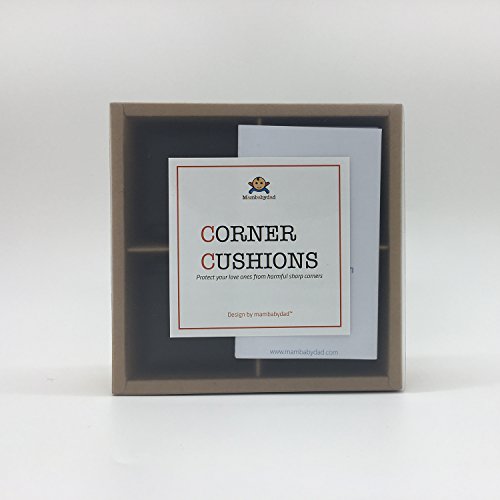 Mambabydad
CORNER
CUSHIONS
Protect your love ones from harmful sharp corners
Design by mambabydad™
www.mambabydad.com